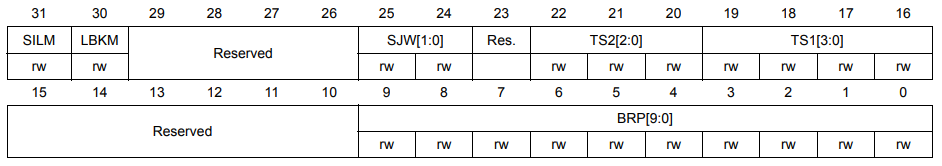 31 30 29 28 27 26 25 24 23 22 21 20 19 18 17 16
SILM LBKM Reserved SJW[1:0] Res. TS2[2:0] TS1[3:0]
rw rw rw rw rw rw rw rw rw rw rw
15 14 13 12 11 10 9 8 7 6 5 4 3 2 1 0
Reserved BRP[9:0]
rw rw rw rw rw rw rw rw rw rw